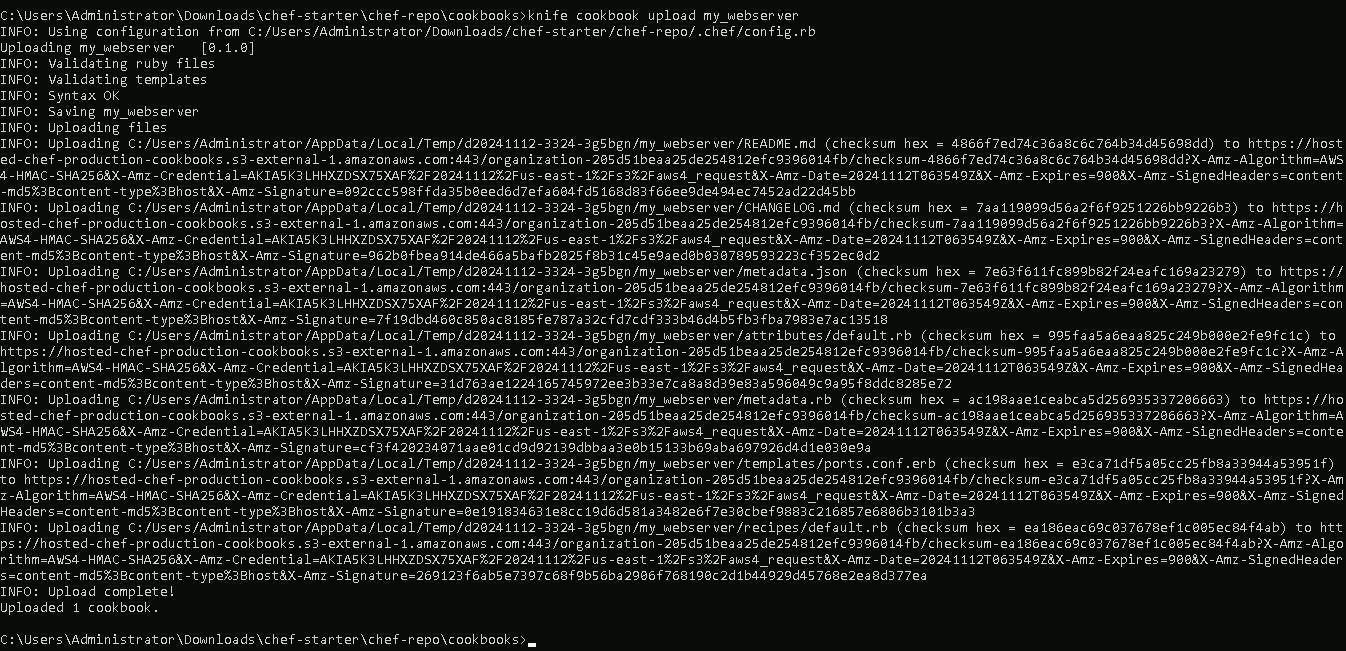 C:\Users\Administrator\Downloads\chef-starter\chef-repo\cookbooks>knife cookbook upload my_webserver
INFO: Using configuration from C:/Users/Administrator/Downloads/chef-starter/chef-repo/.chef/config.rb
Uploading my_webserver   [0.1.0]
INFO: Validating ruby files
INFO: Validating templates
INFO: Syntax OK
INFO: Saving my_webserver
INFO: Uploading files
INFO: Uploading C:/Users/Administrator/AppData/Local/Temp/d20241112-3324-3g5bgn/my_webserver/README.md (checksum hex = 4866f7ed74c36a8c6c764b34d45698dd) to https://host
ed-chef-production-cookbooks.s3-external-1.amazonaws.com:443/organization-205d51beaa25de254812efc9396014fb/checksum-4866f7ed74c36a8c6c764b34d45698dd?X-Amz-Algorithm=AWS
4-HMAC-SHA256&X-Amz-Credential=AKIA5K3LHHXZDSX75XAF%2F20241112%2Fus-east-1%2Fs3%2Faws4_request&X-Amz-Date=20241112T063549Z&X-Amz-Expires=900&X-Amz-SignedHeaders=content
-md5%3Bcontent-type%3Bhost&X-Amz-Signature=092ccc598ffda35b0eed6d7efa604fd5168d83f66ee9de494ec7452ad22d45bb
INFO: Uploading C:/Users/Administrator/AppData/Local/Temp/d20241112-3324-3g5bgn/my_webserver/CHANGELOG.md (checksum hex = 7aa119099d56a2f6f9251226bb9226b3) to https://h
osted-chef-production-cookbooks.s3-external-1.amazonaws.com:443/organization-205d51beaa25de254812efc9396014fb/checksum-7aa119099d56a2f6f9251226bb9226b3?X-Amz-Algorithm=
AWS4-HMAC-SHA256&X-Amz-Credential=AKIA5K3LHHXZDSX75XAF%2F20241112%2Fus-east-1%2Fs3%2Faws4_request&X-Amz-Date=20241112T063549Z&X-Amz-Expires=900&X-Amz-SignedHeaders=cont
ent-md5%3Bcontent-type%3Bhost&X-Amz-Signature=962b0fbea914de466a5bafb2025f8b31c45e9aed0b030789593223cf352ec0d2
INFO: Uploading C:/Users/Administrator/AppData/Local/Temp/d20241112-3324-3g5bgn/my_webserver/metadata.json (checksum hex = 7e63f611fc899b82f24eafc169a23279) to https://
hosted-chef-production-cookbooks.s3-external-1.amazonaws.com:443/organization-205d51beaa25de254812efc9396014fb/checksum-7e63f611fc899b82f24eafc169a23279?X-Amz-Algorithm
=AWS4-HMAC-SHA256&X-Amz-Credential=AKIA5K3LHHXZDSX75XAF%2F20241112%2Fus-east-1%2Fs3%2Faws4_request&X-Amz-Date=20241112T063549Z&X-Amz-Expires=900&X-Amz-SignedHeaders=con
tent-md5%3Bcontent-type%3Bhost&X-Amz-Signature=7f19dbd460c850ac8185fe787a32cfd7cdf333b46d4b5fb3fba7983e7ac13518
INFO: Uploading C:/Users/Administrator/AppData/Local/Temp/d20241112-3324-3g5bgn/my_webserver/attributes/default.rb (checksum hex = 995faa5a6eaa825c249b000e2fe9fc1c) to
https://hosted-chef-production-cookbooks.s3-external-1.amazonaws.com:443/organization-205d51beaa25de254812efc9396014fb/checksum-995faa5a6eaa825c249b000e2fe9fc1c?X-Amz-A
lgorithm=AWS4-HMAC-SHA256&X-Amz-Credential=AKIA5K3LHHXZDSX75XAF%2F20241112%2Fus-east-1%2Fs3%2Faws4_request&X-Amz-Date=20241112T063549Z&X-Amz-Expires=900&X-Amz-SignedHea
ders=content-md5%3Bcontent-type%3Bhost&X-Amz-Signature=31d763ae1224165745972ee3b33e7ca8a8d39e83a596049c9a95f8ddc8285e72
INFO: Uploading C:/Users/Administrator/AppData/Local/Temp/d20241112-3324-3g5bgn/my_webserver/metadata.rb (checksum hex = ac198aae1ceabca5d256935337206663) to https://ho
sted-chef-production-cookbooks.s3-external-1.amazonaws.com:443/organization-205d51beaa25de254812efc9396014fb/checksum-ac198aae1ceabca5d256935337206663?X-Amz-Algorithm=A
WS4-HMAC-SHA256&X-Amz-Credential=AKIA5K3LHHXZDSX75XAF%2F20241112%2Fus-east-1%2Fs3%2Faws4_request&X-Amz-Date=20241112T063549Z&X-Amz-Expires=900&X-Amz-SignedHeaders=conte
nt-md5%3Bcontent-type%3Bhost&X-Amz-Signature=cf3f420234071aae01cd9d92139dbbaa3e0b15133b69aba697926d4d1e030e9a
INFO: Uploading C:/Users/Administrator/AppData/Local/Temp/d20241112-3324-3g5bgn/my_webserver/templates/ports.conf.erb (checksum hex = e3ca71df5a05cc25fb8a33944a53951f)
to https://hosted-chef-production-cookbooks.s3-external-1.amazonaws.com:443/organization-205d51beaa25de254812efc9396014fb/checksum-e3ca71df5a05cc25fb8a33944a53951f?X-Am
z-Algorithm=AWS4-HMAC-SHA256&X-Amz-Credential=AKIA5K3LHHXZDSX75XAF%2F20241112%2Fus-east-1%2Fs3%2Faws4_request&X-Amz-Date=20241112T063549Z&X-Amz-Expires=900&X-Amz-Signed
Headers=content-md5%3Bcontent-type%3Bhost&X-Amz-Signature=0e191834631e8cc19d6d581a3482e6f7e30cbef9883c216857e6806b3101b3a3
INFO: Uploading C:/Users/Administrator/AppData/Local/Temp/d20241112-3324-3g5bgn/my_webserver/recipes/default.rb (checksum hex = ea186eac69c037678ef1c005ec84f4ab) to htt
ps://hosted-chef-production-cookbooks.s3-external-1.amazonaws.com:443/organization-205d51beaa25de254812efc9396014fb/checksum-ea186eac69c037678ef1c005ec84f4ab?X-Amz-Algo
rithm=AWS4-HMAC-SHA256&X-Amz-Credential=AKIA5K3LHHXZDSX75XAF%2F20241112%2Fus-east-1%2Fs3%2Faws4_request&X-Amz-Date=20241112T063549Z&X-Amz-Expires=900&X-Amz-SignedHeader
s=content-md5%3Bcontent-type%3Bhost&X-Amz-Signature=269123f6ab5e7397c68f9b56ba2906f768190c2d1b44929d45768e2ea8d377ea
INFO: Upload complete!
Uploaded 1 cookbook.
C:\Users\Administrator\Downloads\chef-starter\chef-repo\cookbooks>